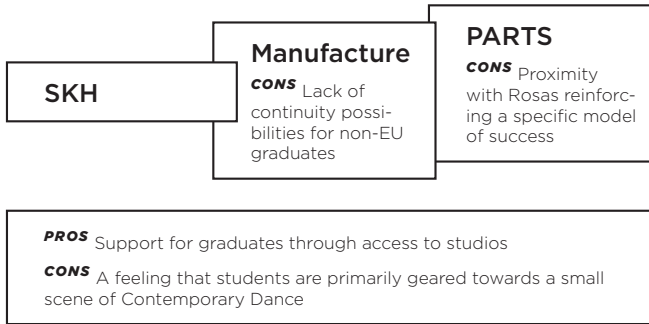 SKH
Manufacture
CONS Lack of
continuity possi-
bilities for non-EU
graduates
PARTS
CONS Proximity
with Rosas reinforc-
ing a specific model
of success
PROS Support for graduates through access to studios
CONS A feeling that students are primarily geared towards a small
scene of Contemporary Dance